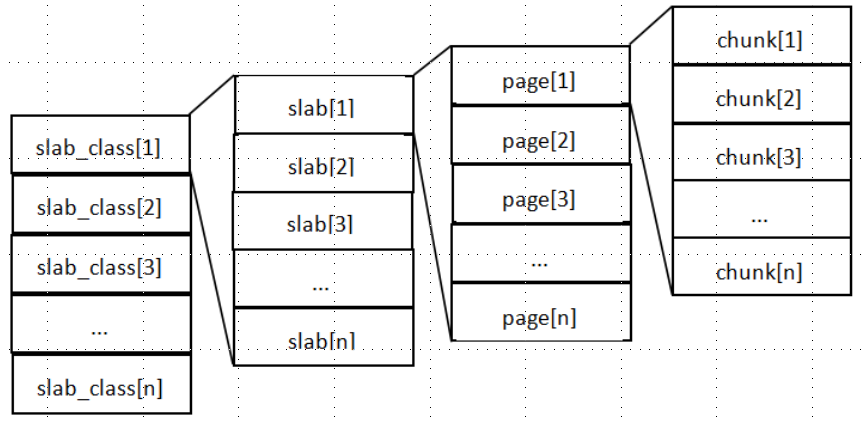 slab_class[1]
slab_class[2]
slab_class[3]
...
slab_class[n]
slab[1]
slab[2]
slab[3]
...
slab[n]
page[1]
page[2]
page[3]
...
page[n]
chunk[1]
chunk[2]
chunk[3]
...
chunk[n]